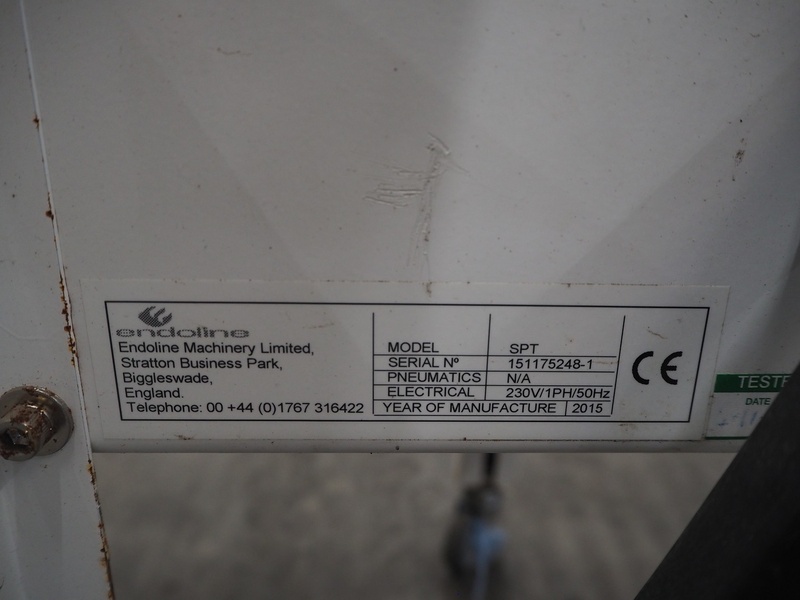 endoline
Endoline Machinery Limited,
Stratton Business Park,
Biggleswade,
England.
Telephone: 00 +44 (0)1767 316422
MODEL SPT
SERIAL Nº 151175248-1
PNEUMATICS N/A
ELECTRICAL 230V/1PH/50Hz
YEAR OF MANUFACTURE 2015
CE
DATE